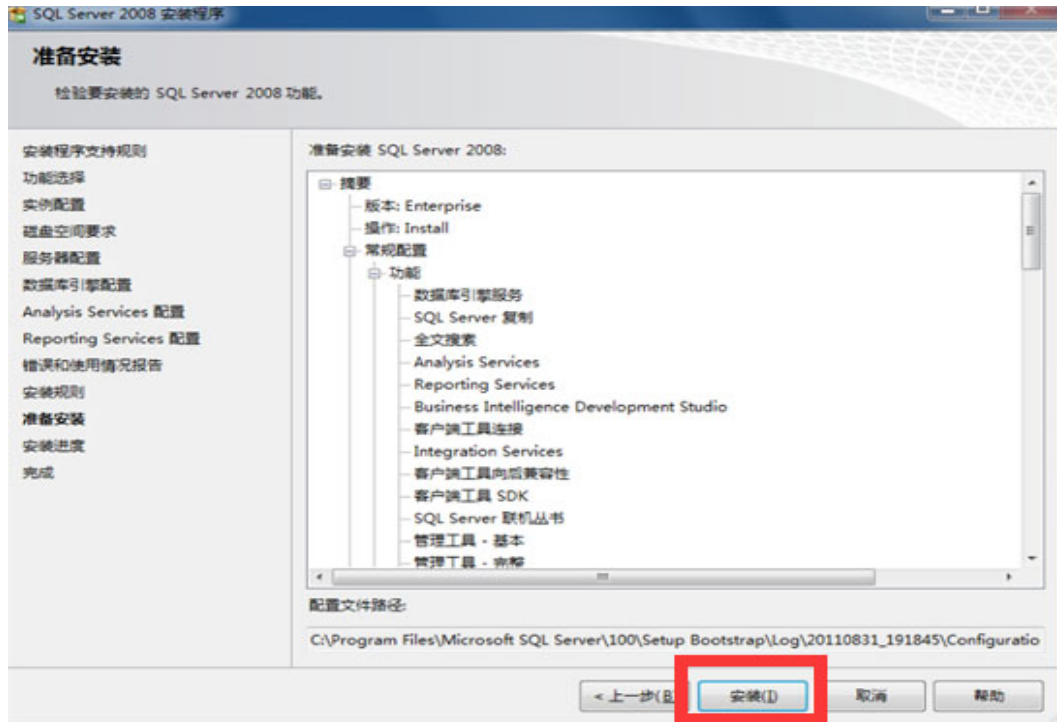 SQL Server 2008 安装程序
准备安装
检验要安装的 SQL Server 2008 功能。
安装程序支持规则
功能选择
实例配置
磁盘空间要求
服务器配置
数据库引擎配置
Analysis Services 配置
Reporting Services 配置
错误和使用情况报告
安装规则
准备安装
安装进度
完成
准备安装 SQL Server 2008:
摘要
版本: Enterprise
操作: Install
常规配置
功能
数据库引擎服务
SQL Server 复制
全文搜索
Analysis Services
Reporting Services
Business Intelligence Development Studio
客户端工具连接
Integration Services
客户端工具向后兼容性
客户端工具 SDK
SQL Server 联机丛书
管理工具 - 基本
管理工具 - 完整
配置文件路径:
C:\Program Files\Microsoft SQL Server\100\Setup Bootstrap\Log\20110831_191845\Configuratio
< 上一步(B
安装(I)
取消
帮助